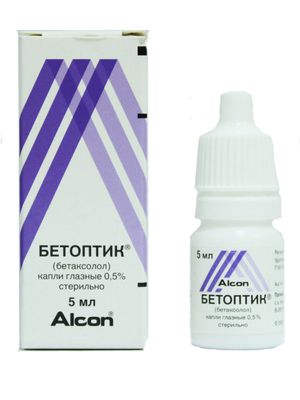 БЕТОПТИК®
(бетаксолол)
капли глазные 0,5%
стерильно
5 мл
Alcon®
5 мл
Alcon
БЕТОПТИК®
(бетаксолол)
капли глазные 0,5%
стерильно